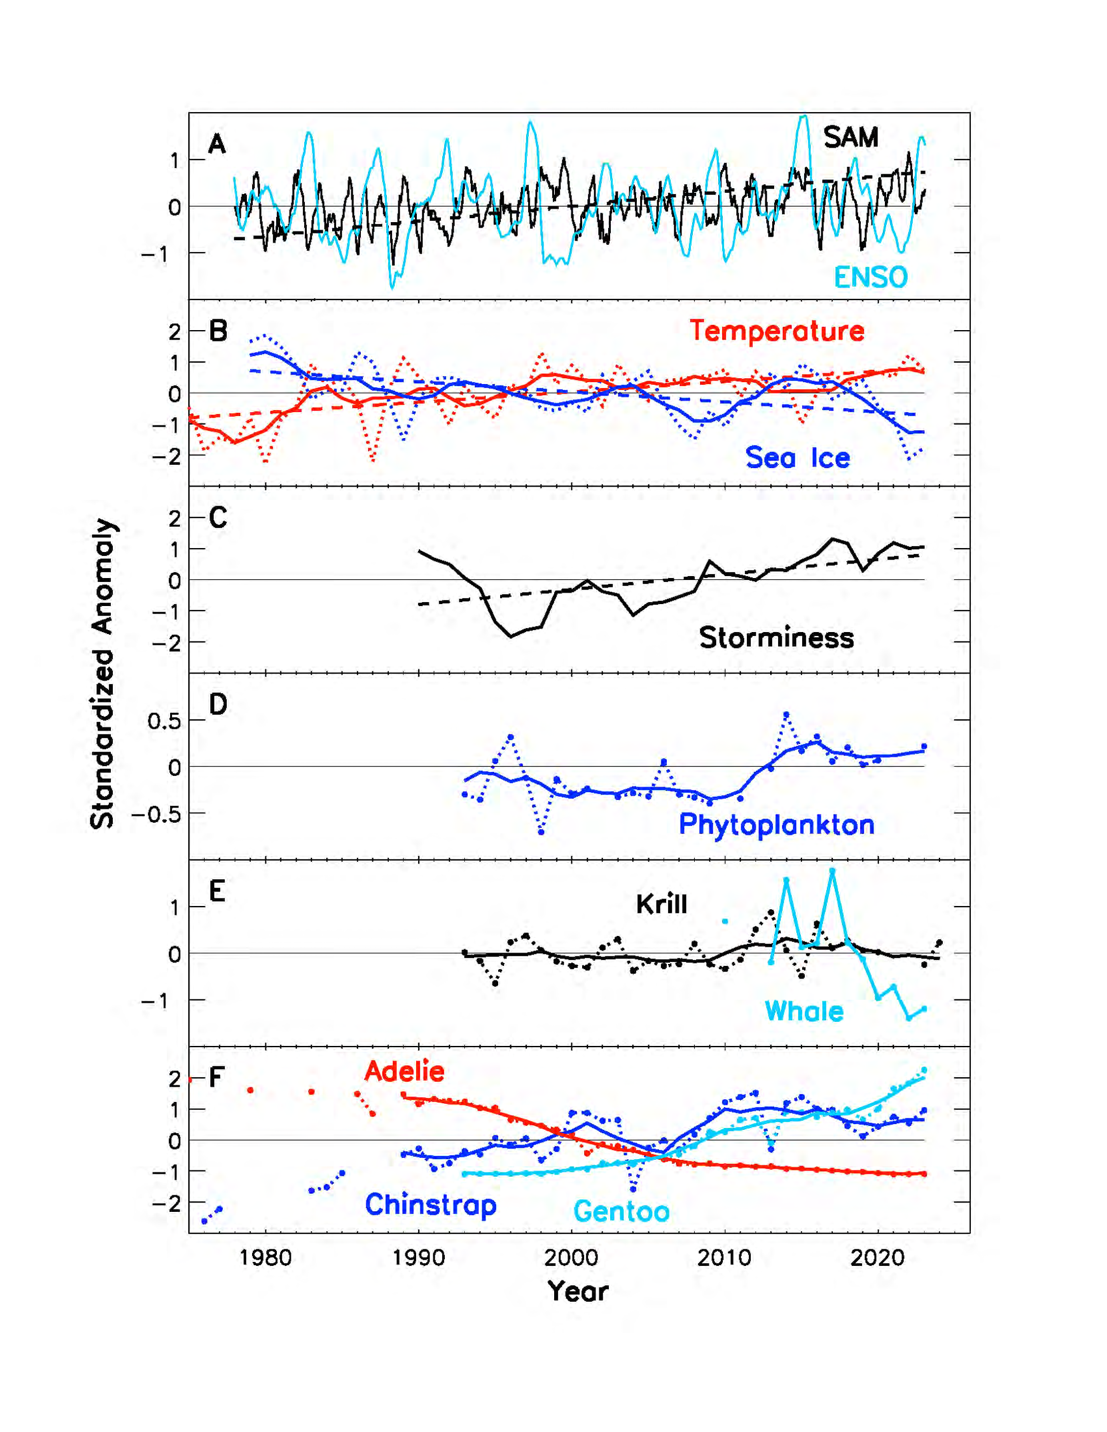 A
SAM
1
0
−1
ENSO
B
Temperature
2
1
0
−1
−2
Sea Ice
C
2
1
0
−1
−2
Storminess
Standardized Anomaly
D
0.5
0
−0.5
Phytoplankton
E
Krill
1
0
−1
Whale
F
Adelie
2
1
0
−1
−2
Chinstrap
Gentoo
1980 1990 2000 2010 2020
Year